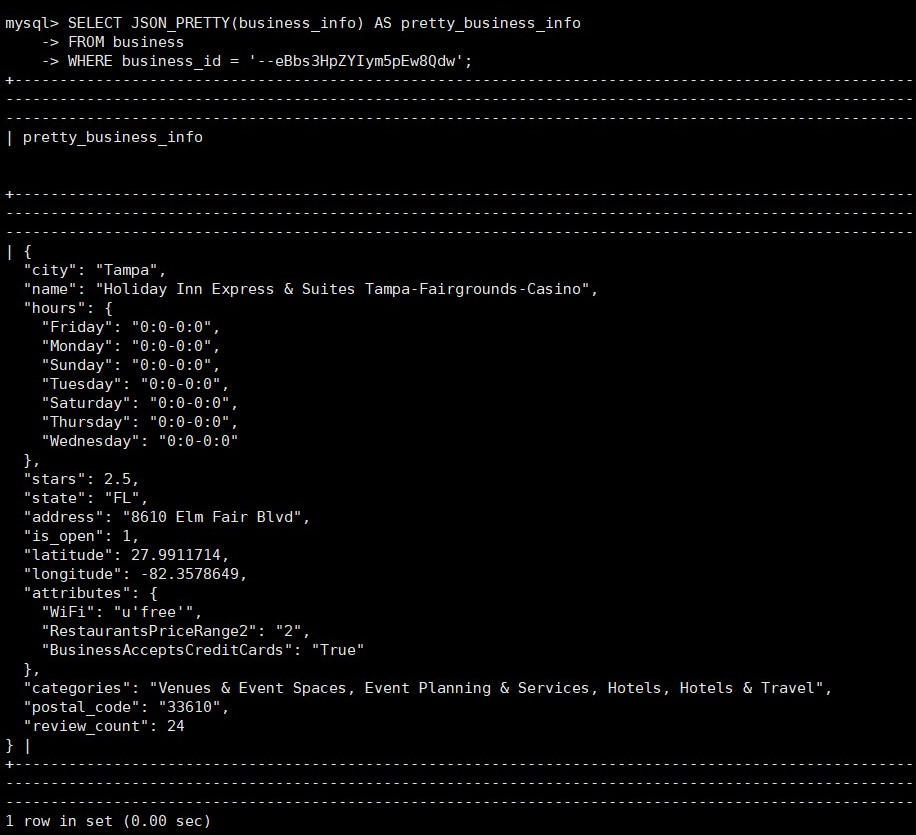 mysql> SELECT JSON_PRETTY(business_info) AS pretty_business_info
    -> FROM business
    -> WHERE business_id = '--eBbs3HpZYIym5pEw8Qdw';
+-----------------------------------------------------------------------------------------------------
------------------------------------------------------------------------------------------------------
------------------------------------------------------------------------------------------------------
| pretty_business_info
+-----------------------------------------------------------------------------------------------------
------------------------------------------------------------------------------------------------------
------------------------------------------------------------------------------------------------------
| {
  "city": "Tampa",
  "name": "Holiday Inn Express & Suites Tampa-Fairgrounds-Casino",
  "hours": {
    "Friday": "0:0-0:0",
    "Monday": "0:0-0:0",
    "Sunday": "0:0-0:0",
    "Tuesday": "0:0-0:0",
    "Saturday": "0:0-0:0",
    "Thursday": "0:0-0:0",
    "Wednesday": "0:0-0:0"
  },
  "stars": 2.5,
  "state": "FL",
  "address": "8610 Elm Fair Blvd",
  "is_open": 1,
  "latitude": 27.9911714,
  "longitude": -82.3578649,
  "attributes": {
    "WiFi": "u'free'",
    "RestaurantsPriceRange2": "2",
    "BusinessAcceptsCreditCards": "True"
  },
  "categories": "Venues & Event Spaces, Event Planning & Services, Hotels, Hotels & Travel",
  "postal_code": "33610",
  "review_count": 24
} |
+-----------------------------------------------------------------------------------------------------
------------------------------------------------------------------------------------------------------
------------------------------------------------------------------------------------------------------
1 row in set (0.00 sec)